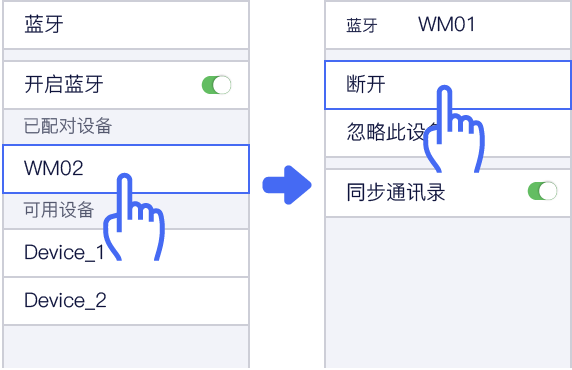 蓝牙
开启蓝牙
已配对设备
WM02
可用设备
Device_1
Device_2
蓝牙 WM01
断开
忽略此设备
同步通讯录